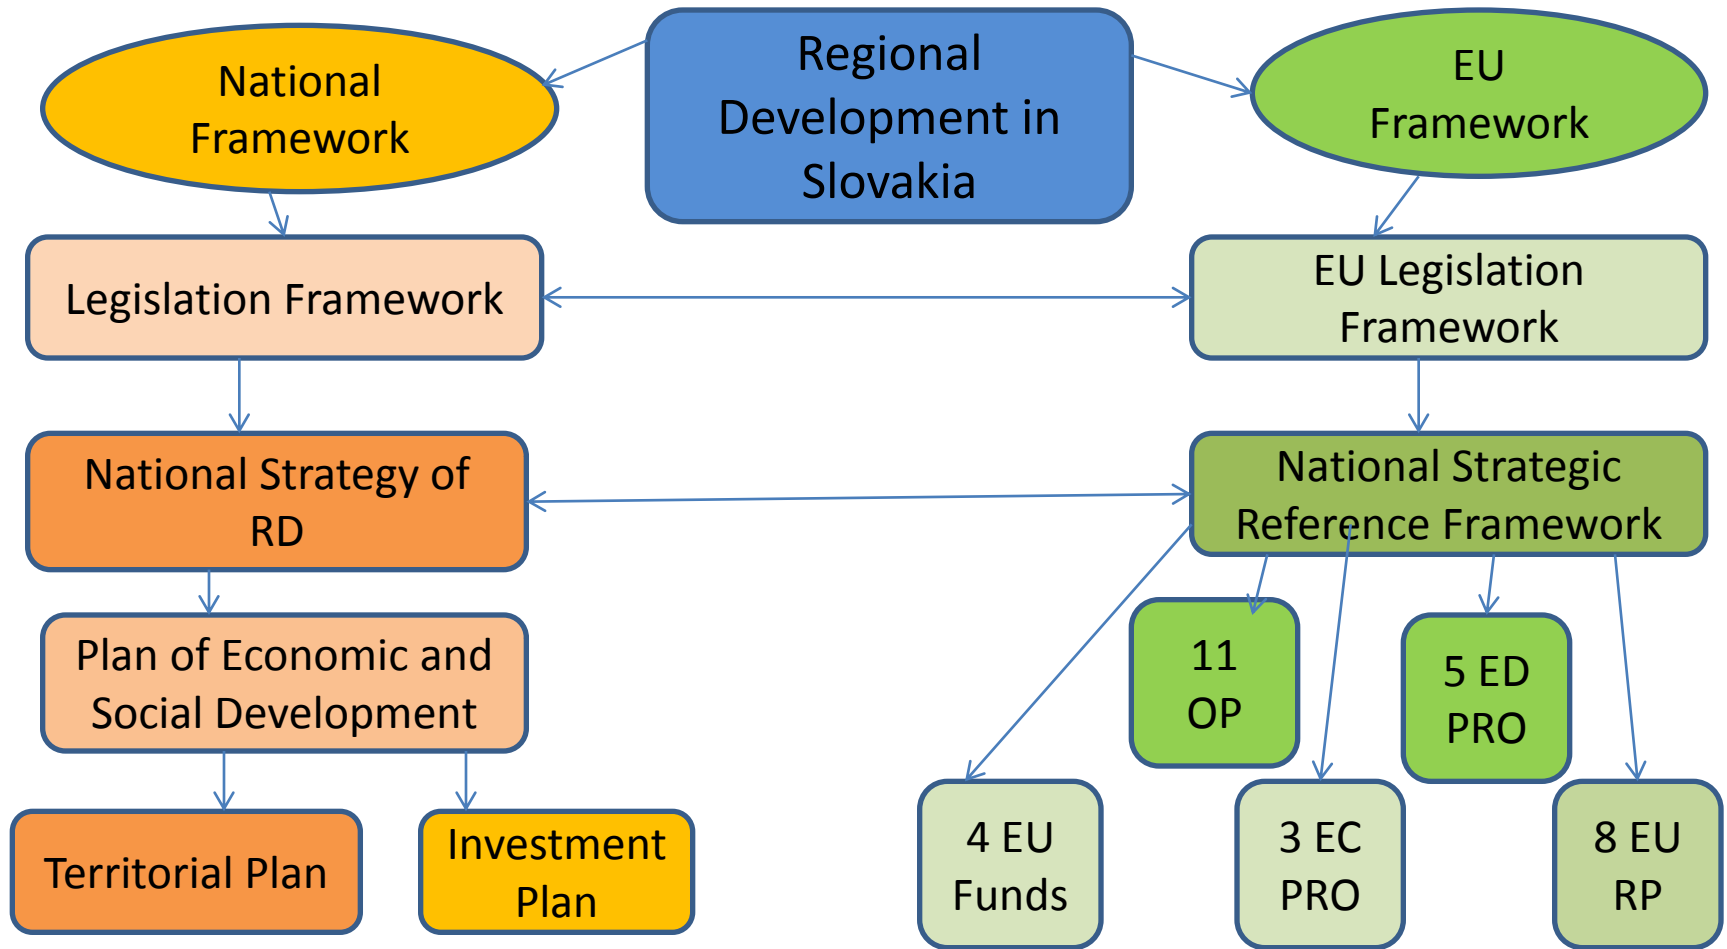 National
Framework
Regional
Development in
Slovakia
EU
Framework
Legislation Framework
EU Legislation
Framework
National Strategy of
RD
National Strategic
Reference Framework
Plan of Economic and
Social Development
11
OP
5 ED
PRO
Territorial Plan
Investment
Plan
4 EU
Funds
3 EC
PRO
8 EU
RP